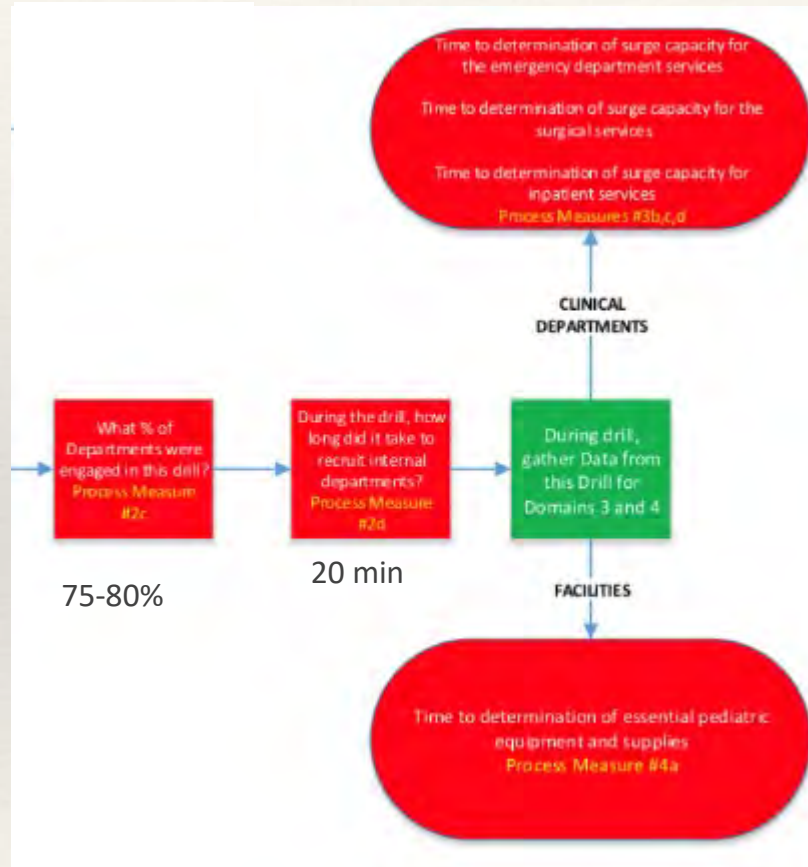 Time to determination of surge capacity for
the emergency department services
Time to determination of surge capacity for the
surgical services
Time to determination of surge capacity for
inpatient services
Process Measures #3b,c,d
CLINICAL
DEPARTMENTS
What % of
Departments were
engaged in this drill?
Process Measure
#2c
During the drill, how
long did it take to
recruit internal
departments?
Process Measure
#2d
During drill,
gather Data from
this Drill for
Domains 3 and 4
75-80%
20 min
FACILITIES
Time to determination of essential pediatric
equipment and supplies
Process Measure #4a